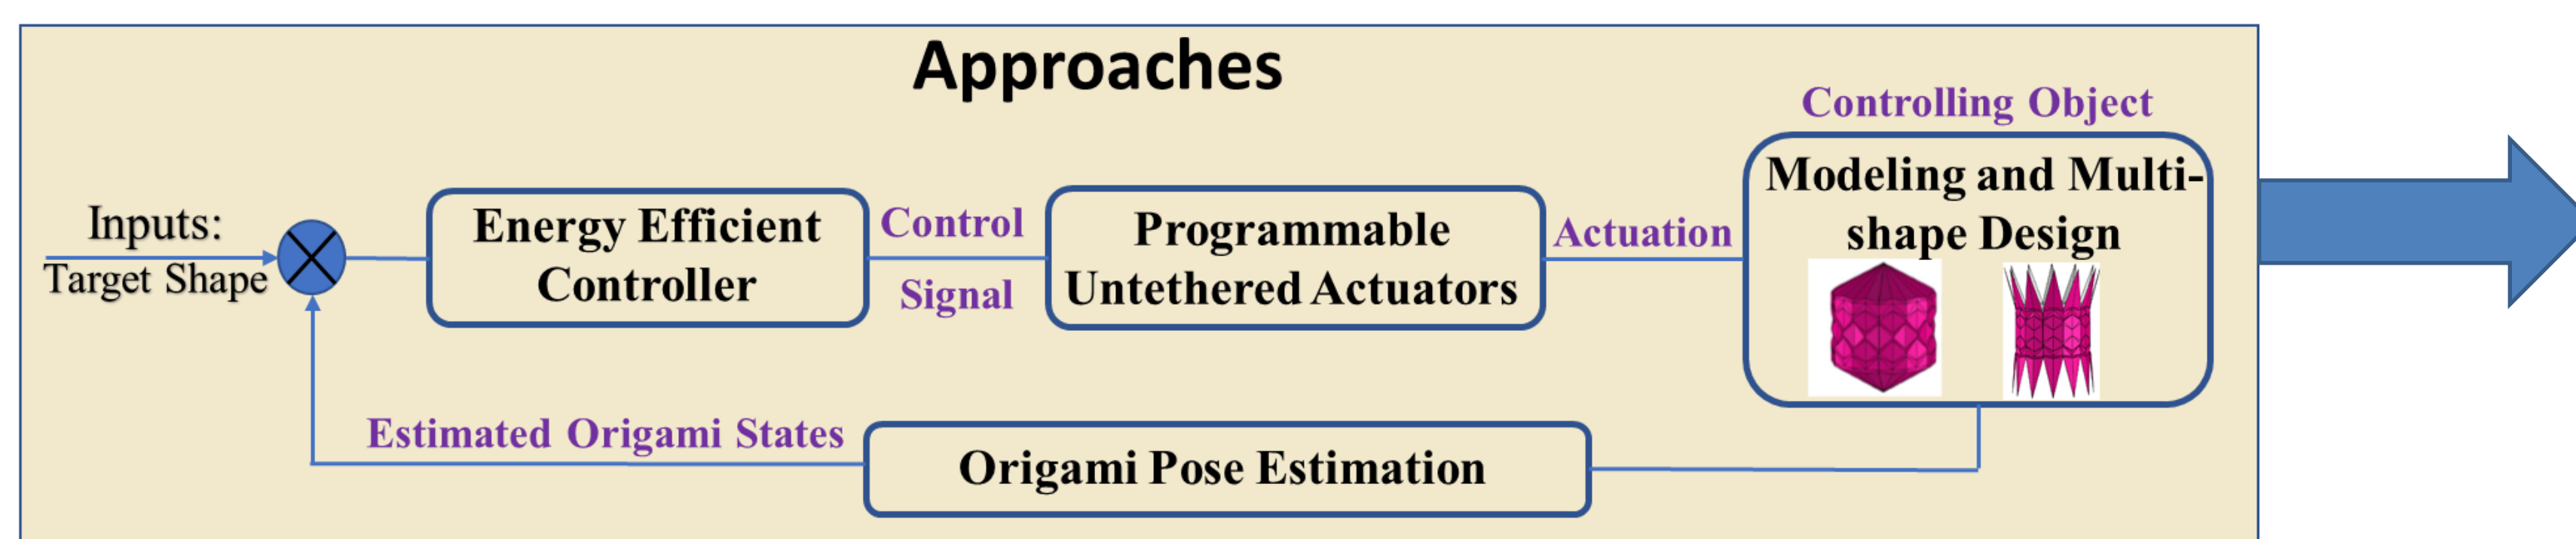 Approaches
Controlling Object
Inputs:
Target Shape
Energy Efficient
Controller
Control
Signal
Programmable
Untethered Actuators
Actuation
Modeling and Multi-
shape Design
Estimated Origami States
Origami Pose Estimation